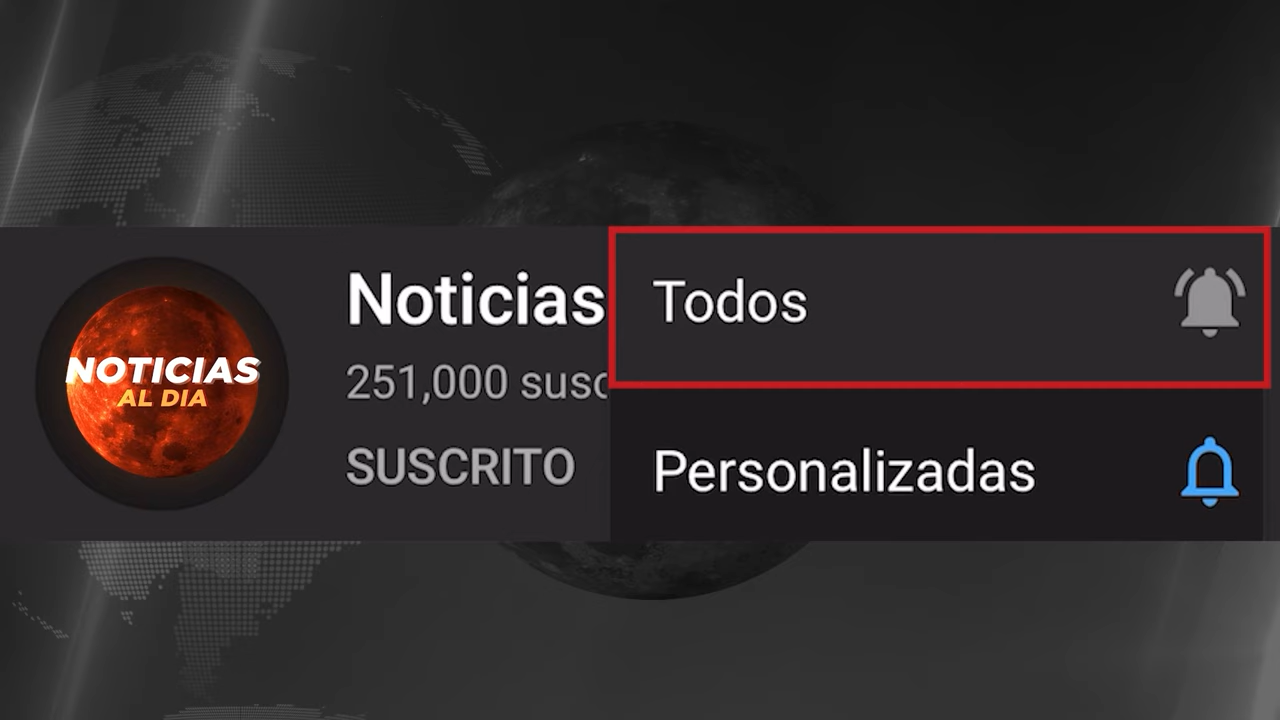 NOTICIAS
AL DIA
Noticias
251,000 susc
SUSCRITO
Todos
Personalizadas